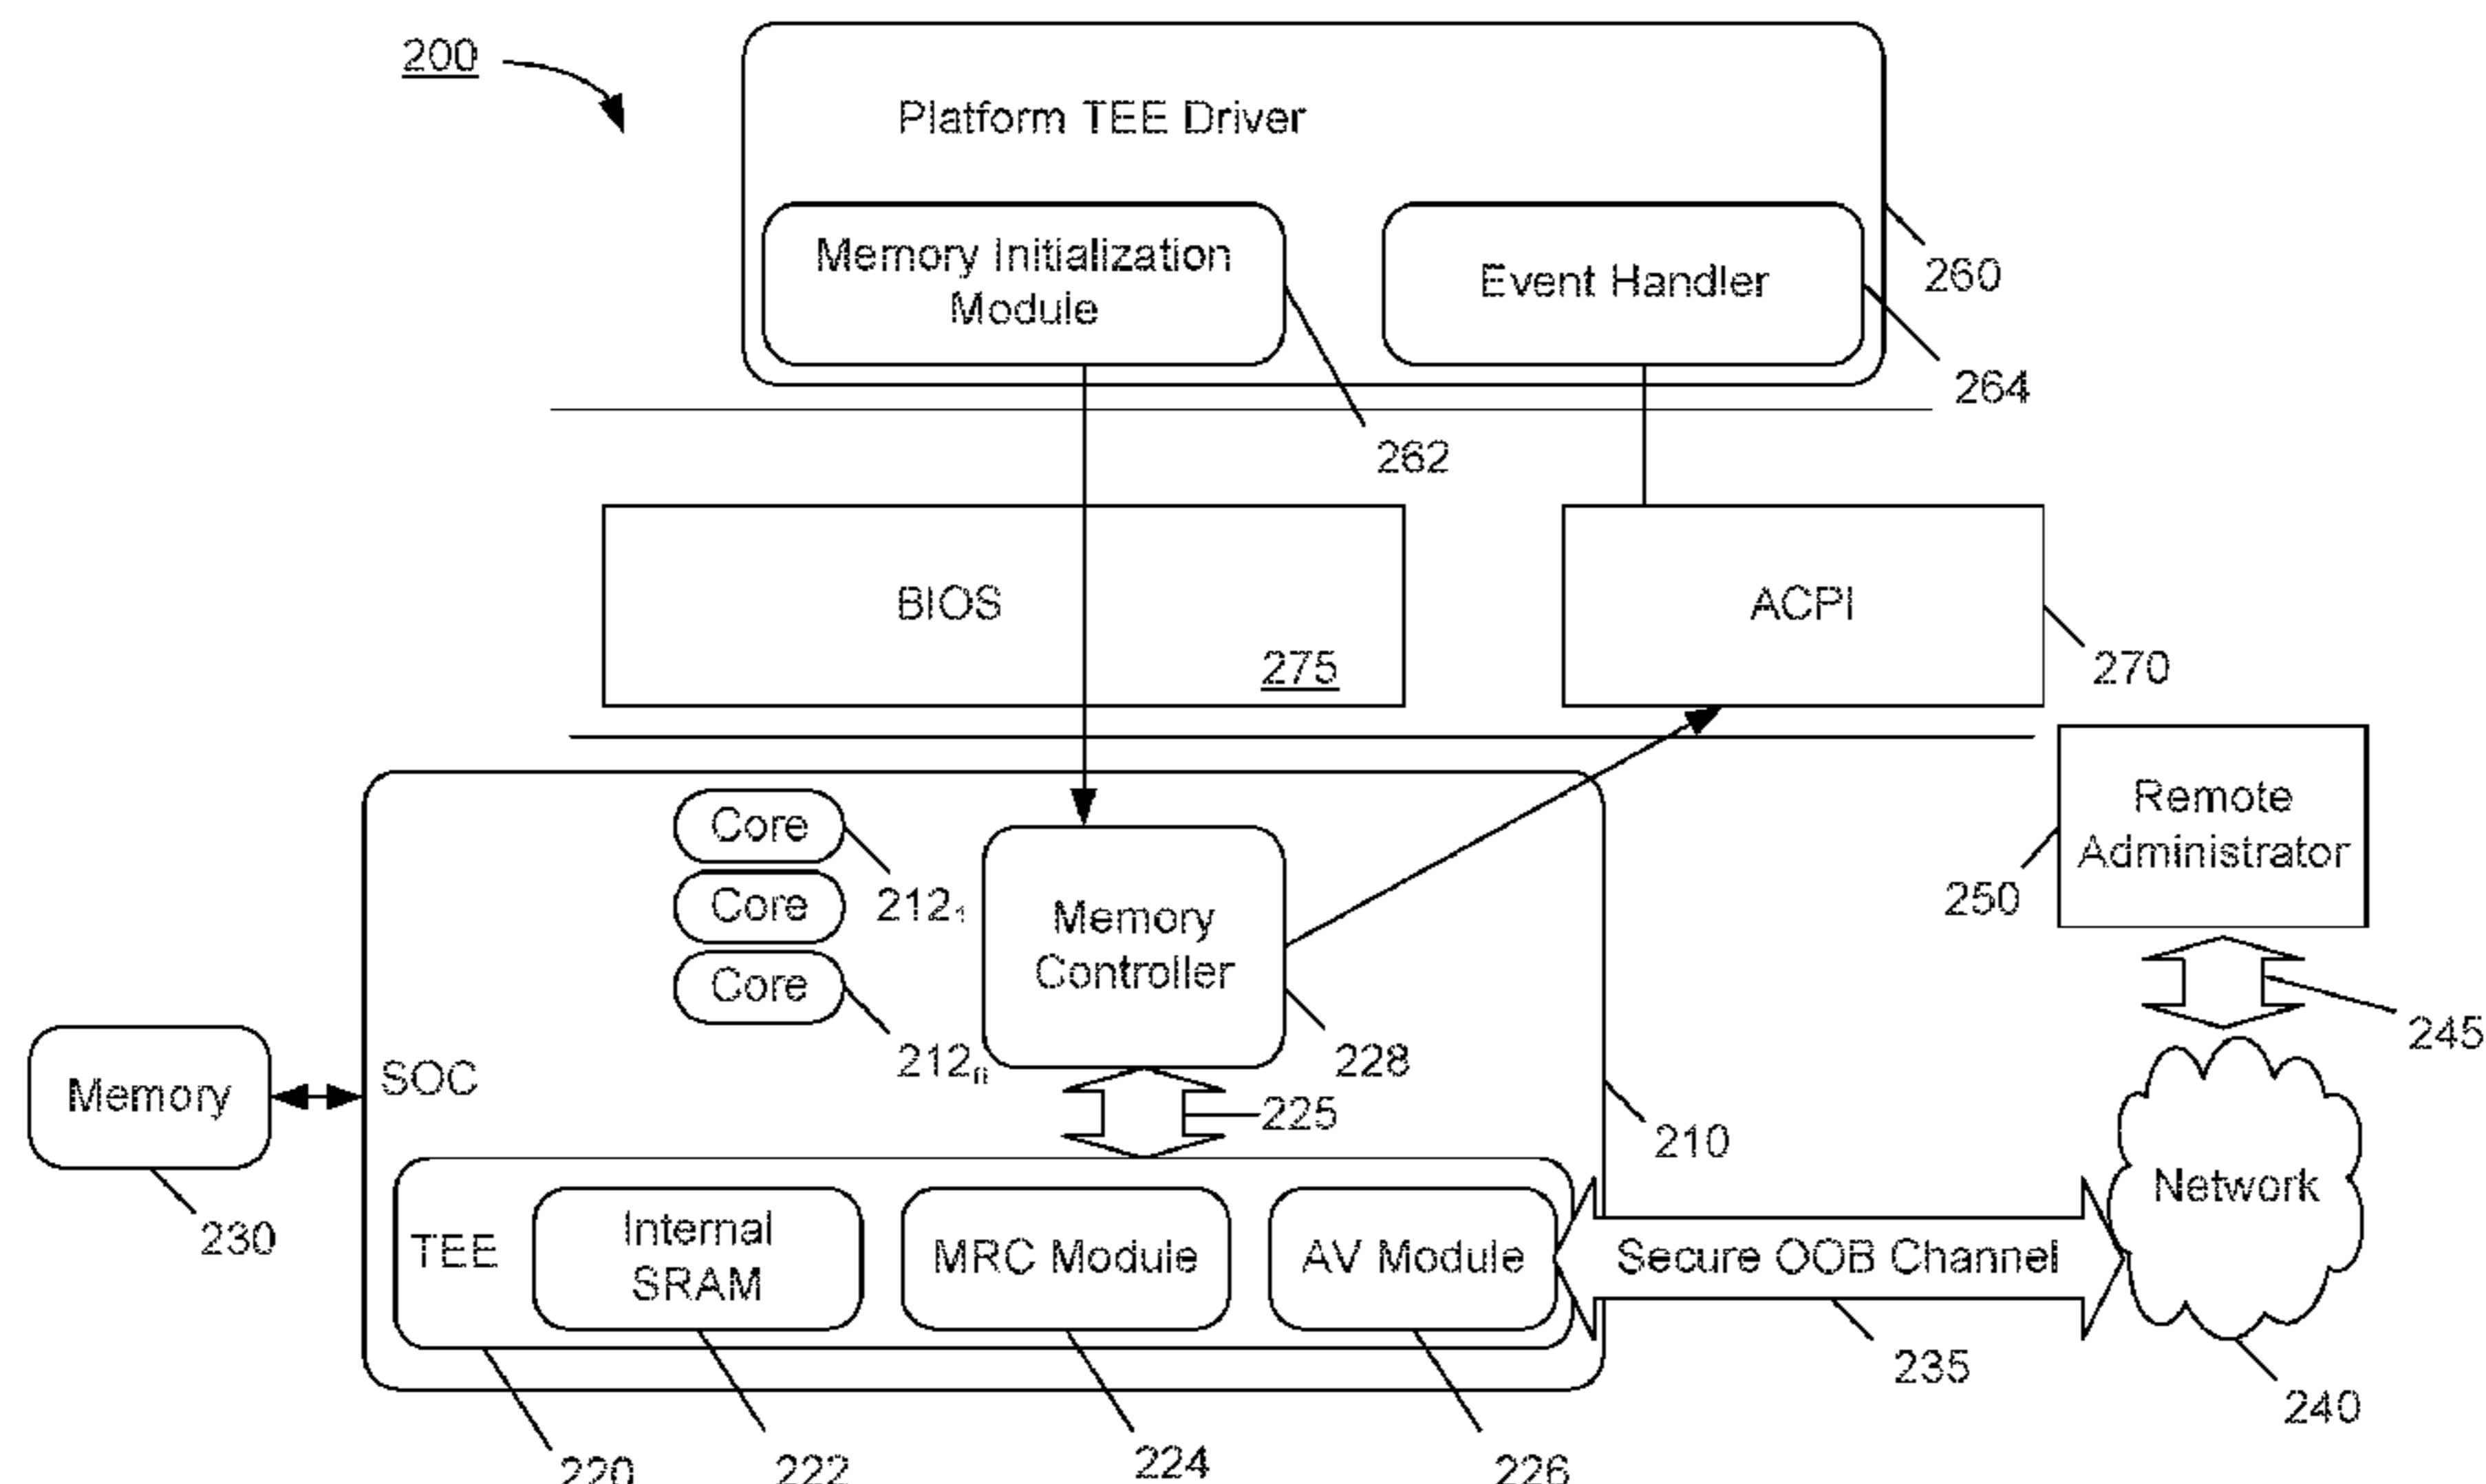 200
Platform TEE Driver
Memory Initialization
Module
Event Handler
260
264
262
BIOS
275
ACPI
270
Core
Core
Core
212₁
212ₙ
Memory
Controller
228
Remote
Administrator
250
245
Memory
230
SOC
225
210
TEE
Internal
SRAM
MRC Module
AV Module
Secure OOB Channel
Network
235
240
220
222
224
226